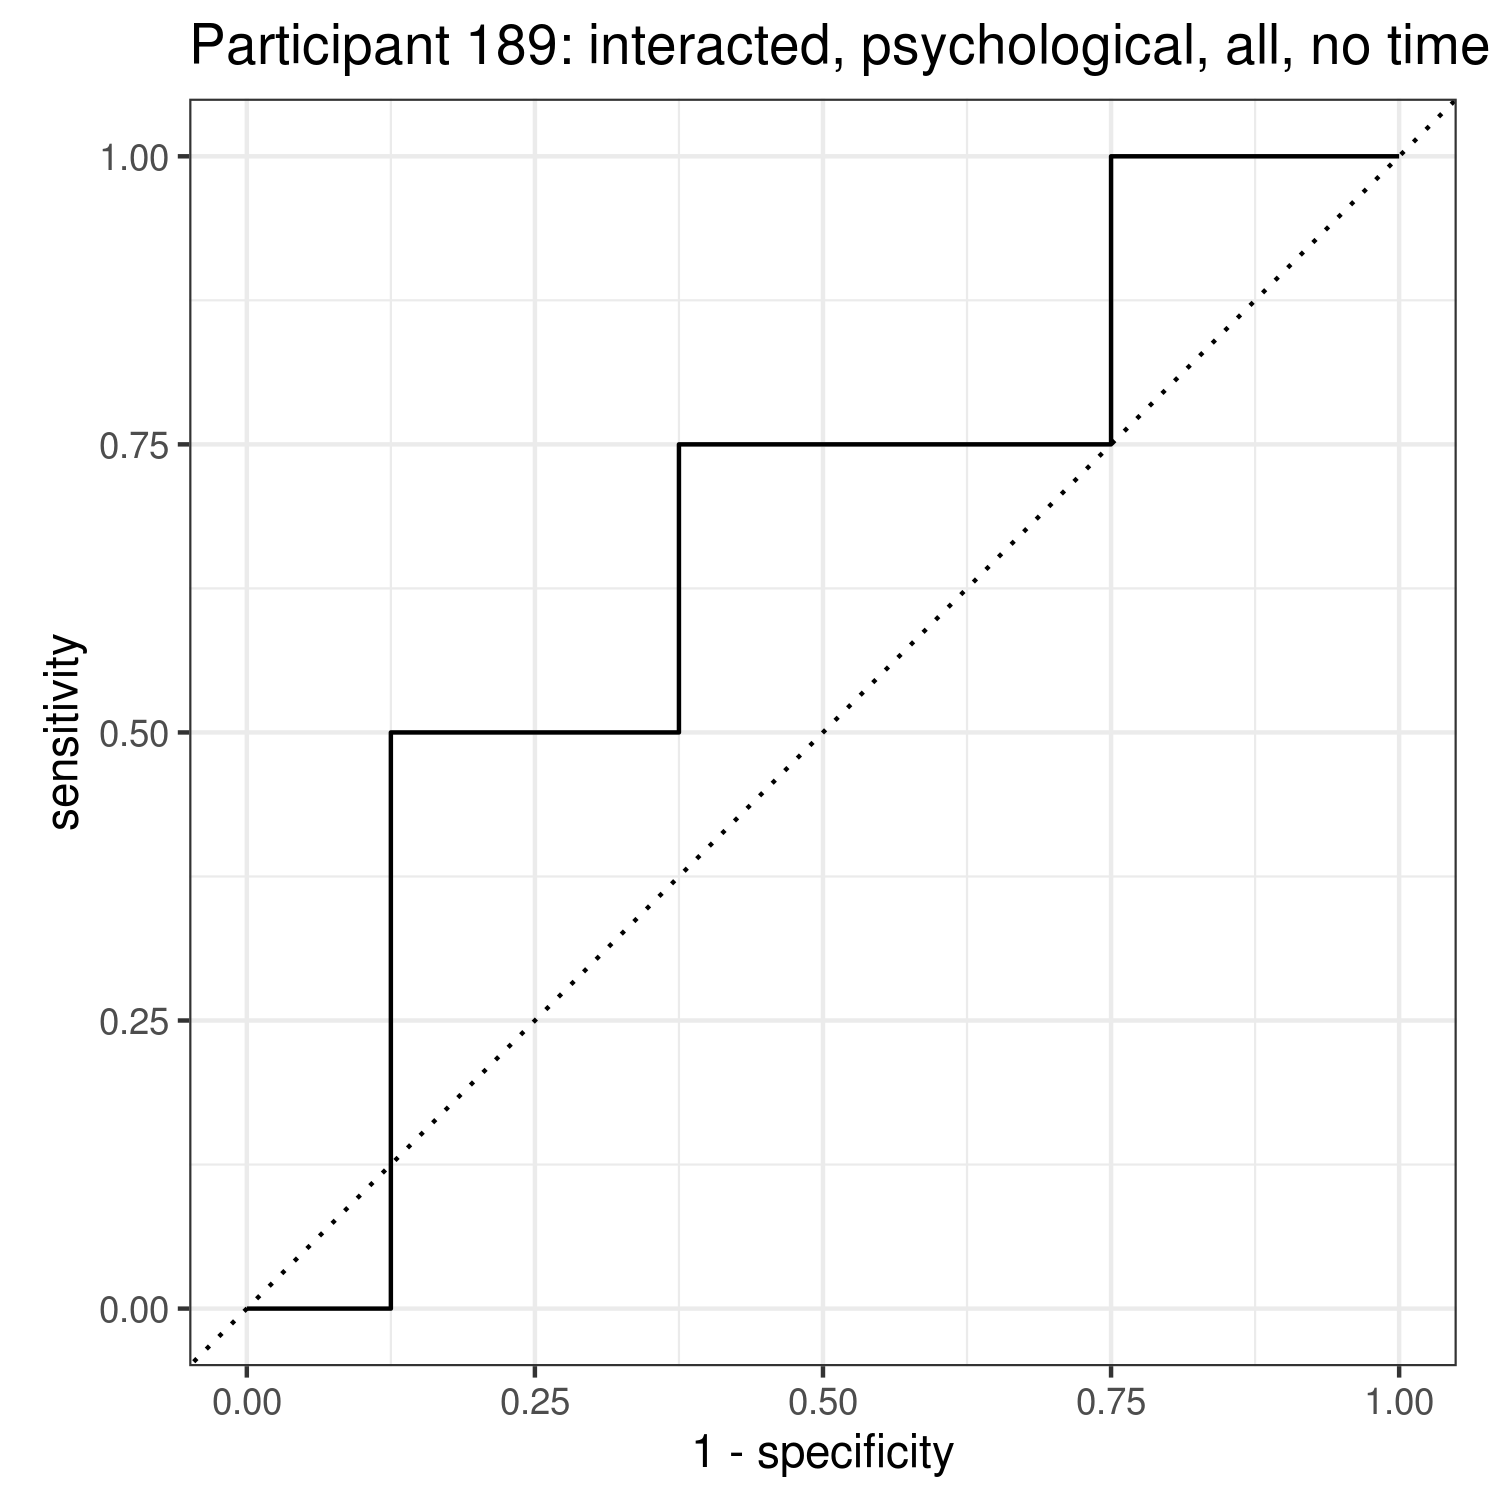 Participant 189: interacted, psychological, all, no time
1.00
0.75
0.50
0.25
0.00
sensitivity
0.00 0.25 0.50 0.75 1.00
1 - specificity